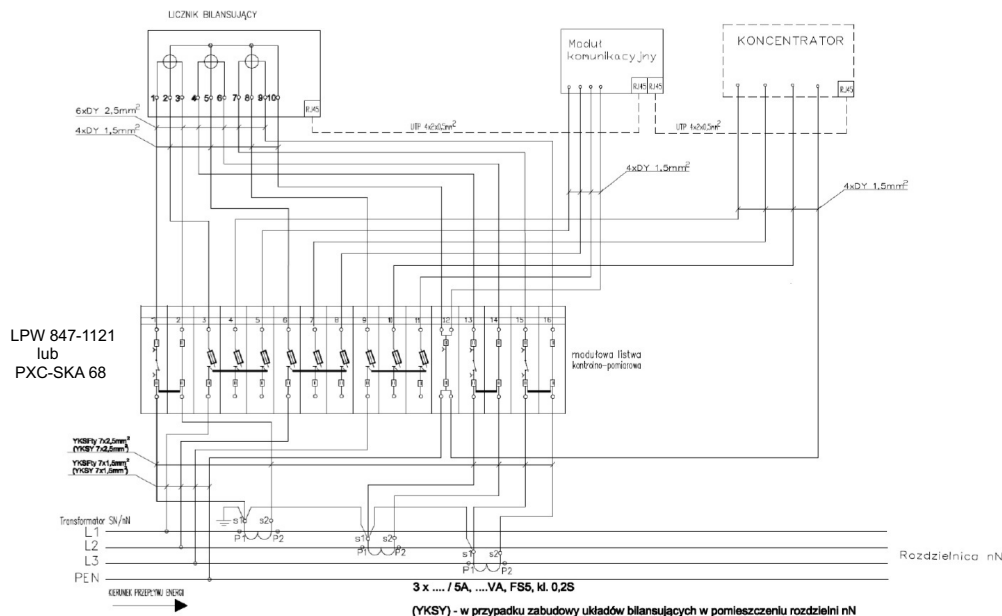 LICZNIK BILANSUJĄCY
Moduł
komunikacyjny
KONCENTRATOR
1 2 3 4 5 6 7 8 9 10
RJ45
RJ45 RJ45
RJ45
6xDY 2,5mm²
4xDY 1,5mm²
UTP 4x2x0,5mm²
UTP 4x2x0,5mm²
4xDY 1,5mm²
4xDY 1,5mm²
1 2 3 4 5 6 7 8 9 10 11 12 13 14 15 16
LPW 847-1121
lub
PXC-SKA 68
modułowa listwa
kontrolno-pomiarowa
YKSFty 7x2,5mm²
(YKSY 7x2,5mm²)
YKSFty 7x1,5mm²
(YKSY 7x1,5mm²)
Transformator SN/nN
s1 s2
s1 s2
s1 s2
L1
P1 P2
L2
P1 P2
L3
P1 P2
PEN
Rozdzielnica nN
KIERUNEK PRZEPŁYWU ENERGI
3 x .... / 5A, ....VA, FS5, kl. 0,2S
(YKSY) - w przypadku zabudowy układów bilansujących w pomieszczeniu rozdzielni nN